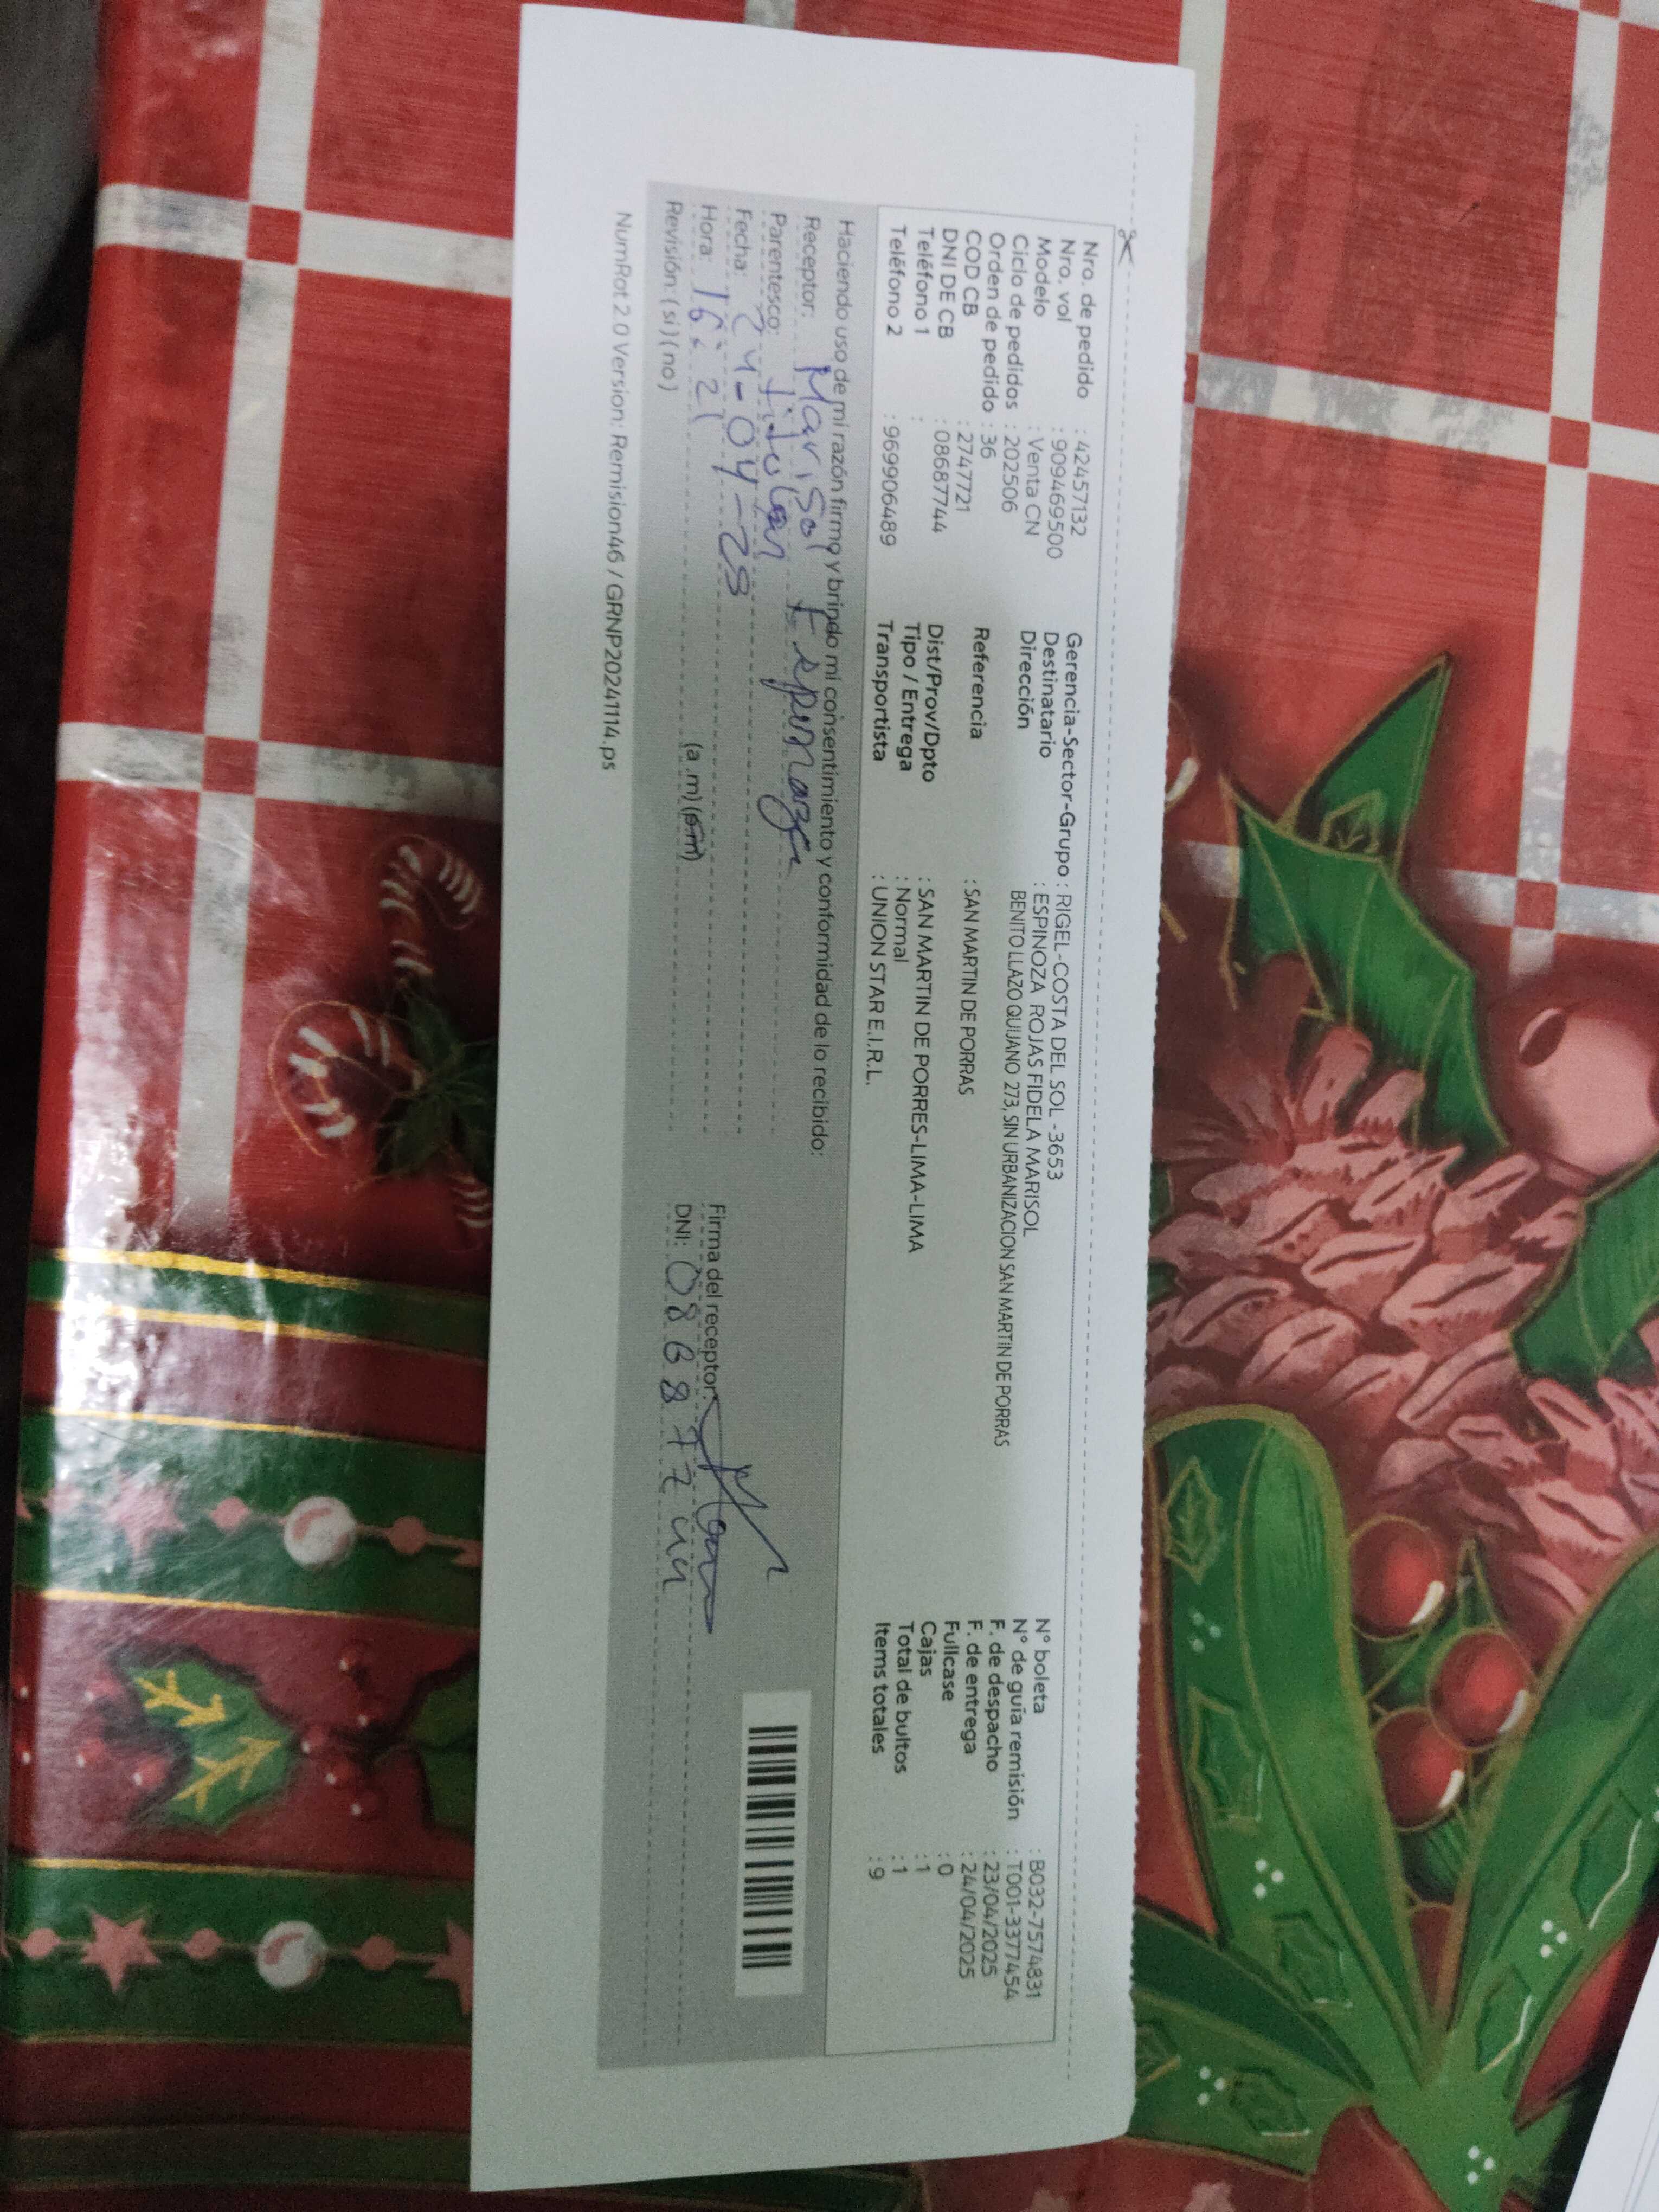 Nro. de pedido : 42457132
Nro. vol : 909469500
Modelo : Venta CN
Ciclo de pedidos : 202506
Orden de pedido : 36
COD CB : 2747721
DNI DE CB : 08687744
Teléfono 1 :
Teléfono 2 : 969906489
Gerencia-Sector-Grupo : RIGEL-COSTA DEL SOL -3653
Destinatario : ESPINOZA ROJAS FIDELA MARISOL
Dirección BENITO LLAZO QUIJANO 273, SIN URBANIZACION SAN MARTIN DE PORRAS
Referencia : SAN MARTIN DE PORRAS
Dist/Prov/Dpto : SAN MARTIN DE PORRES-LIMA-LIMA
Tipo / Entrega : Normal
Transportista : UNION STAR E.I.R.L.
N° boleta : B032-7574831
N° de guía remisión : T001-3377454
F. de despacho : 23/04/2025
F. de entrega : 24/04/2025
Fullcase : 0
Cajas : 1
Total de bultos : 1
Items totales : 9
Haciendo uso de mi razón firmo y brindo mi consentimiento y conformidad de lo recibido:
Receptor: Marisol Espinoza
Parentesco: titular
Fecha: 24-04-25
Hora: 16:21 (a.m)(p.m)
Revisión: (si)(no)
Firma del receptor:
DNI: 08687744
NumRot 2.0 Version: Remision46 / GRNP20241114.ps